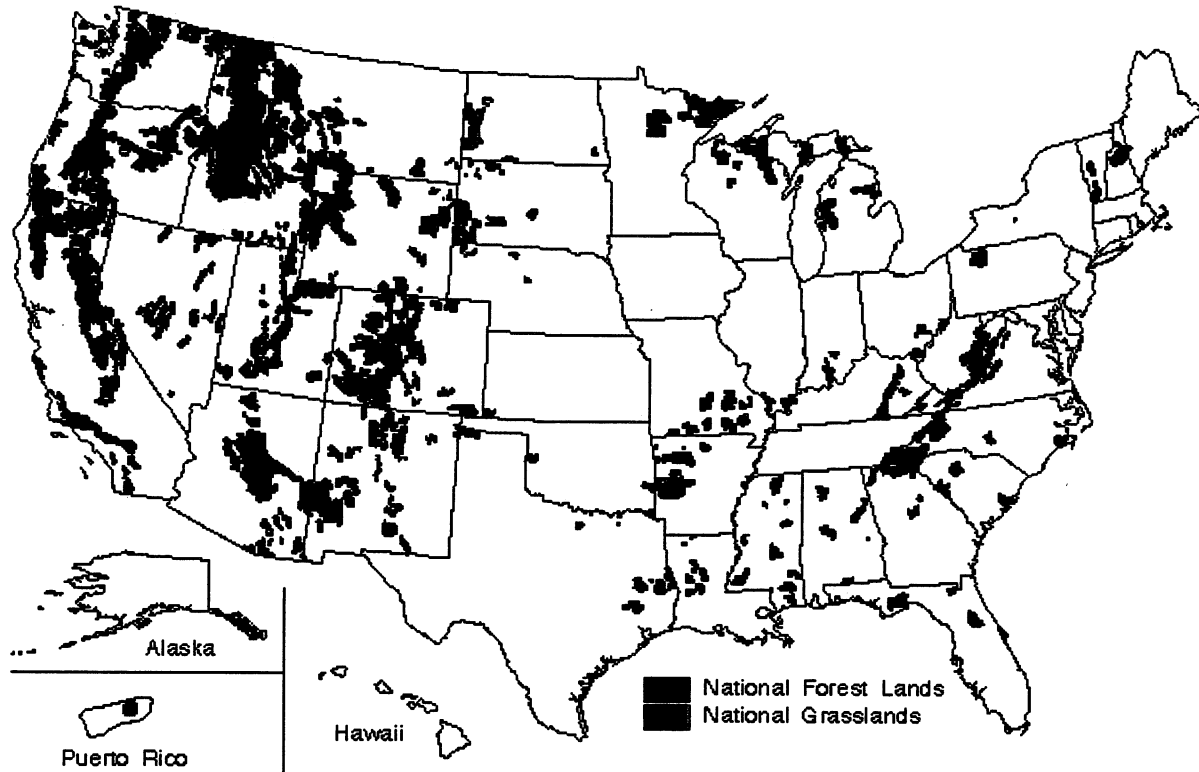 Alaska
Puerto Rico
Hawaii
National Forest Lands
National Grasslands